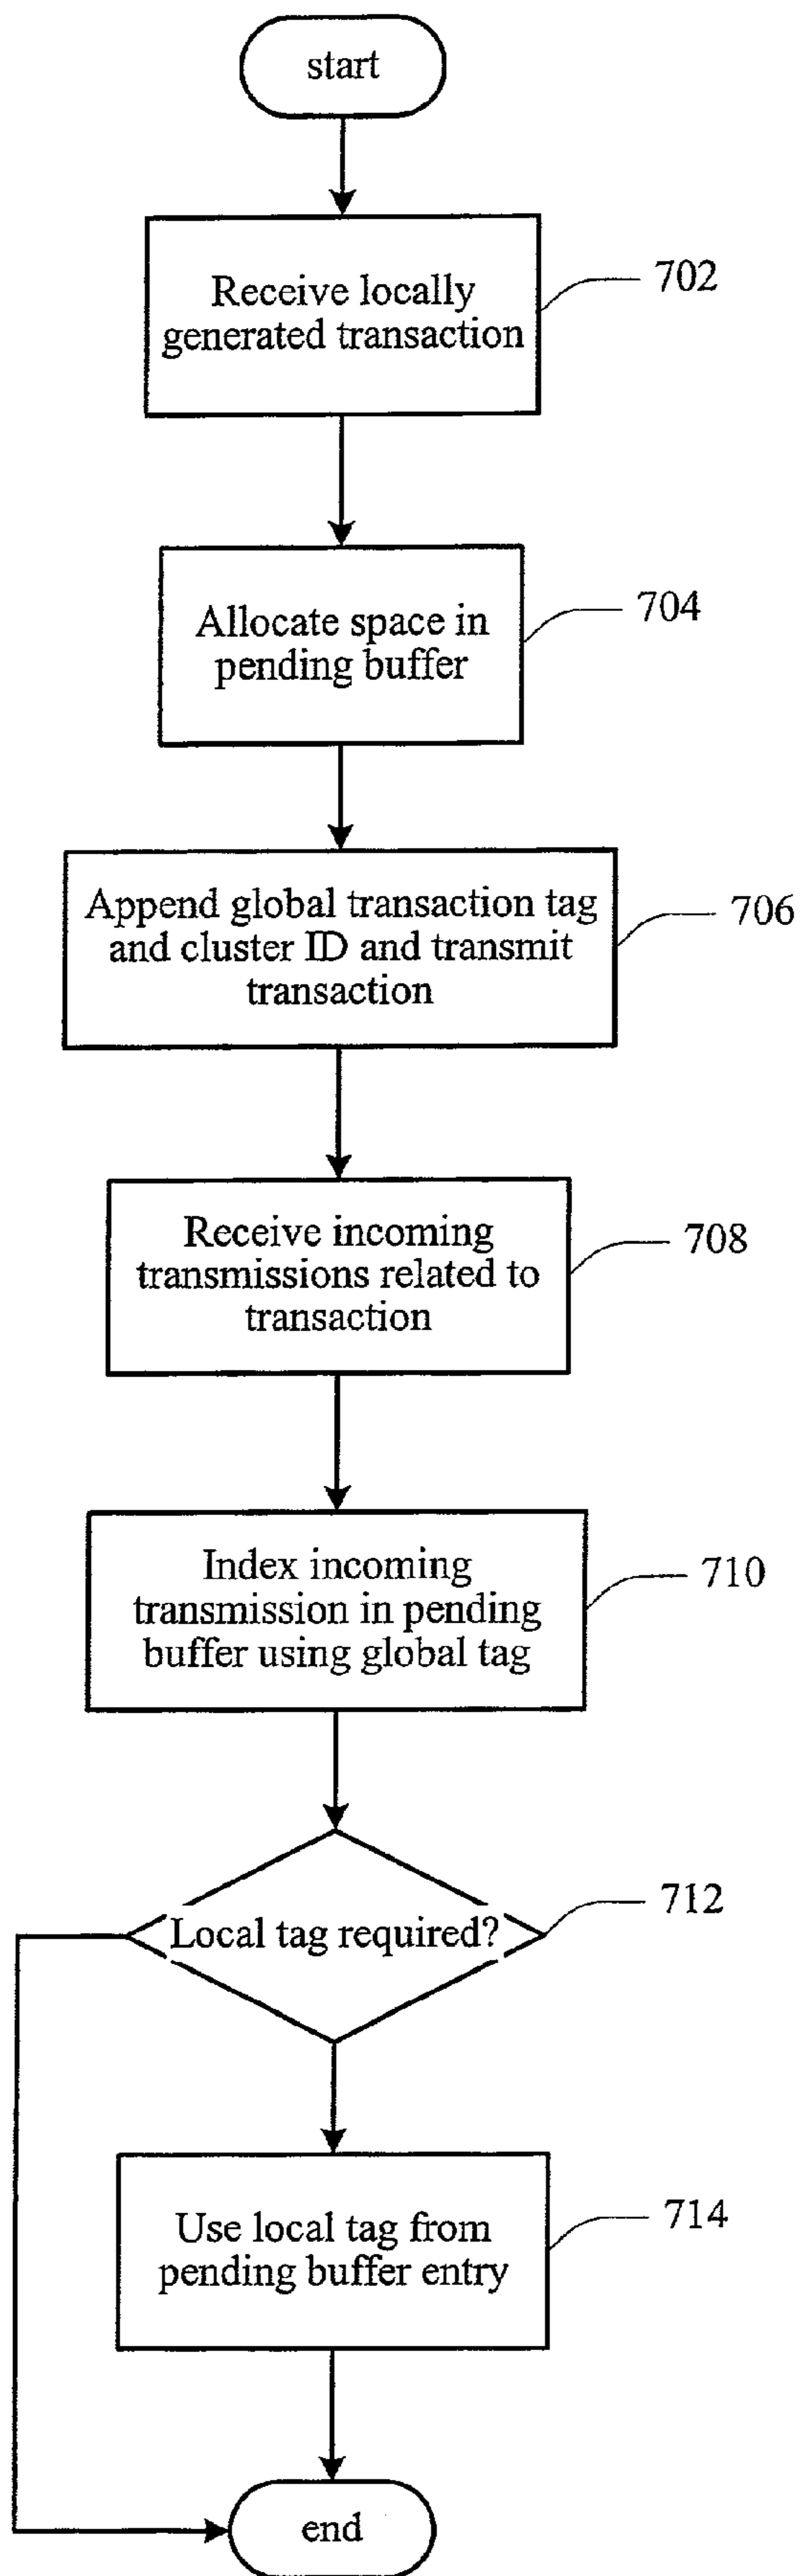 start
Receive locally
generated transaction
702
Allocate space in
pending buffer
704
Append global transaction tag
and cluster ID and transmit
transaction
706
Receive incoming
transmissions related to
transaction
708
Index incoming
transmission in pending
buffer using global tag
710
Local tag required?
712
Use local tag from
pending buffer entry
714
end